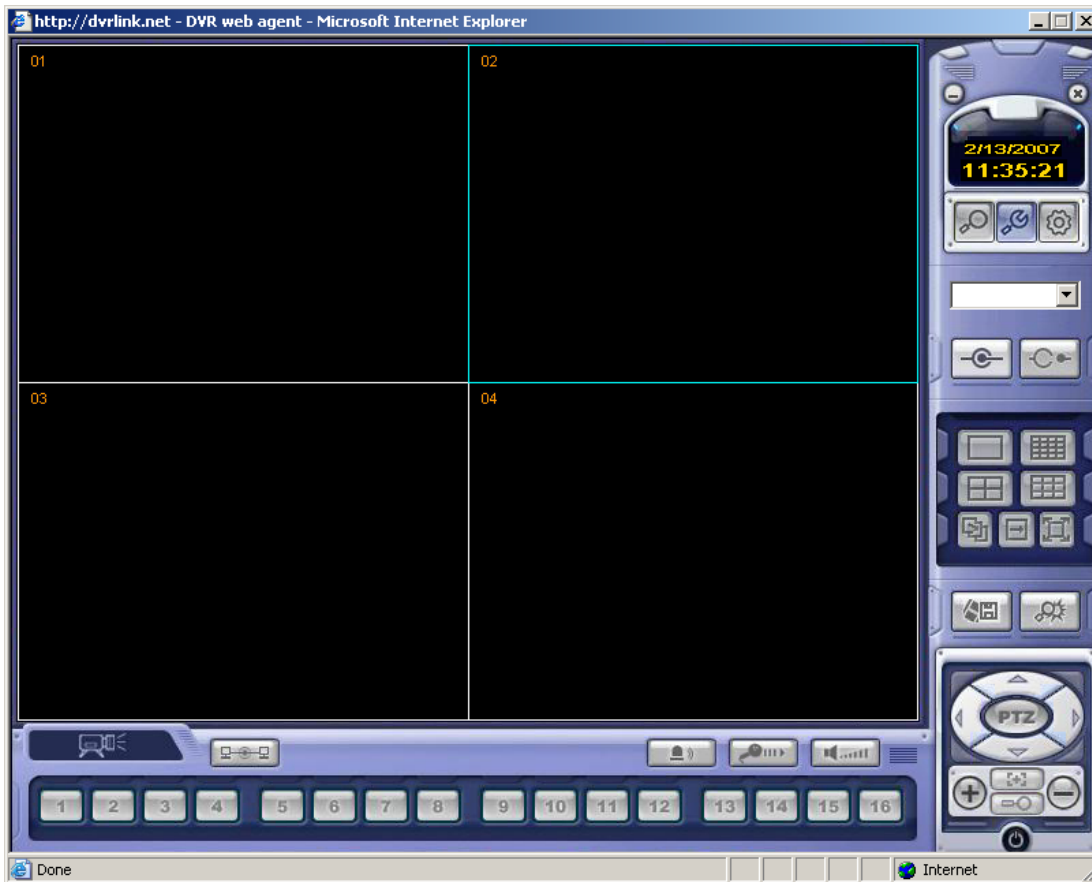 http://dvrlink.net - DVR web agent - Microsoft Internet Explorer
01
02
2/13/2007
11:35:21
03
04
PTZ
1 2 3 4 5 6 7 8 9 10 11 12 13 14 15 16
Done
Internet